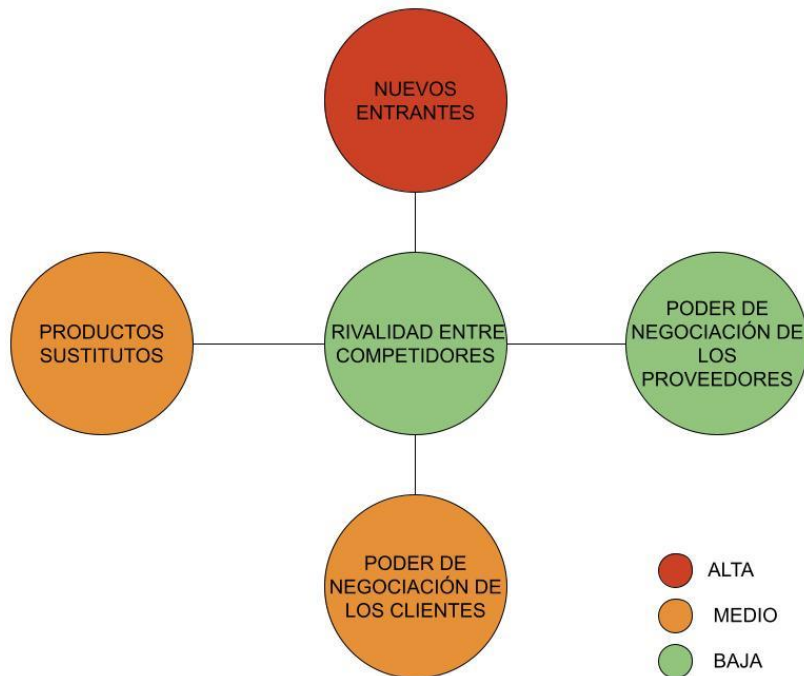 NUEVOS
ENTRANTES
PRODUCTOS
SUSTITUTOS
RIVALIDAD ENTRE
COMPETIDORES
PODER DE
NEGOCIACIÓN DE
LOS
PROVEEDORES
PODER DE
NEGOCIACIÓN DE
LOS CLIENTES
ALTA
MEDIO
BAJA